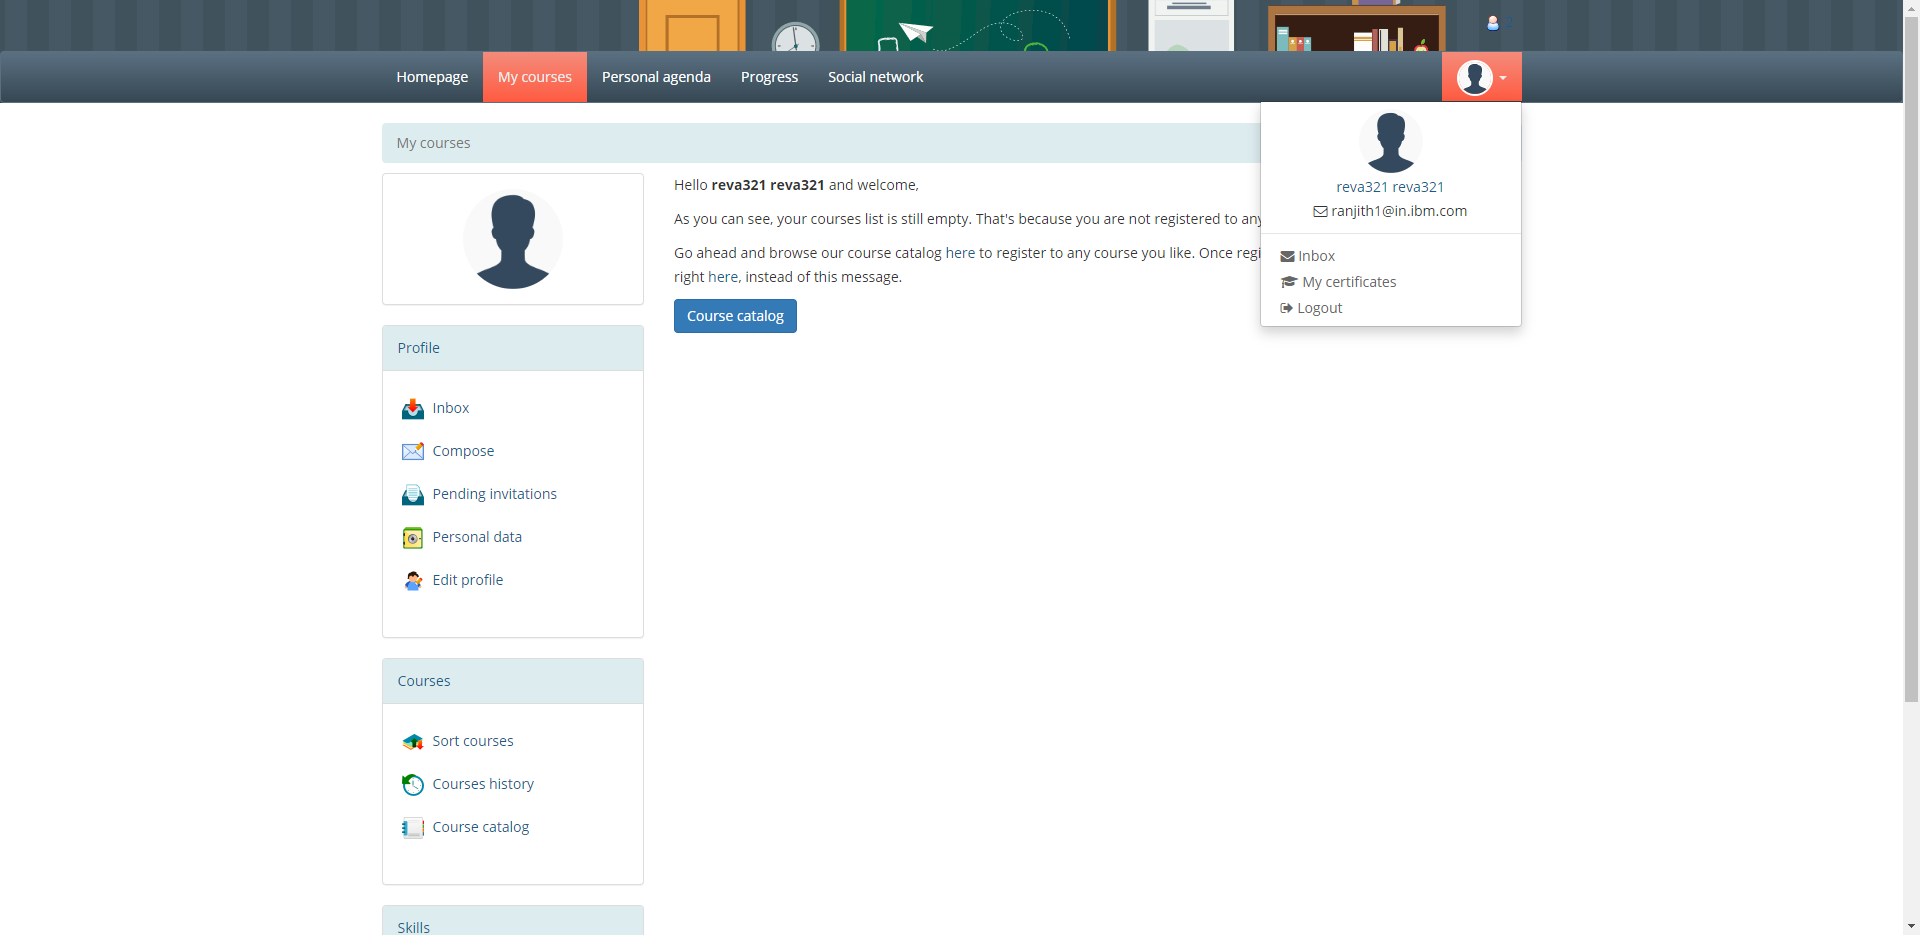 Homepage
My courses
Personal agenda
Progress
Social network
My courses
reva321 reva321
ranjith1@in.ibm.com
Inbox
My certificates
Logout
Hello reva321 reva321 and welcome,
As you can see, your courses list is still empty. That's because you are not registered to any
Go ahead and browse our course catalog here to register to any course you like. Once regi
right here, instead of this message.
Course catalog
Profile
Inbox
Compose
Pending invitations
Personal data
Edit profile
Courses
Sort courses
Courses history
Course catalog
Skills